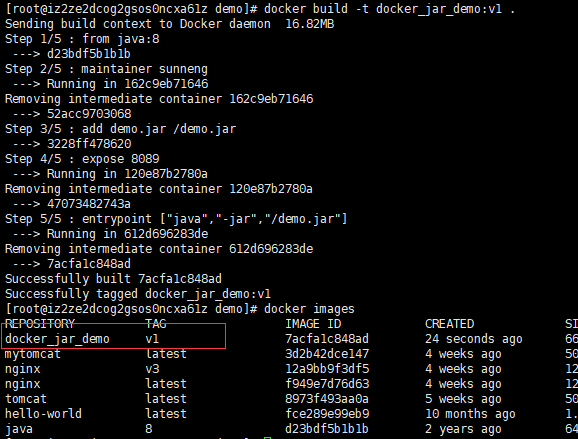 [root@iz2ze2dcog2gsos0ncxa61z demo]# docker build -t docker_jar_demo:v1 .
Sending build context to Docker daemon  16.82MB
Step 1/5 : from java:8
 ---> d23bdf5b1b1b
Step 2/5 : maintainer sunneng
 ---> Running in 162c9eb71646
Removing intermediate container 162c9eb71646
 ---> 52acc9703068
Step 3/5 : add demo.jar /demo.jar
 ---> 3228ff478620
Step 4/5 : expose 8089
 ---> Running in 120e87b2780a
Removing intermediate container 120e87b2780a
 ---> 47073482743a
Step 5/5 : entrypoint ["java","-jar","/demo.jar"]
 ---> Running in 612d696283de
Removing intermediate container 612d696283de
 ---> 7acfa1c848ad
Successfully built 7acfa1c848ad
Successfully tagged docker_jar_demo:v1
[root@iz2ze2dcog2gsos0ncxa61z demo]# docker images
REPOSITORY TAG IMAGE ID CREATED SI
docker_jar_demo v1 7acfa1c848ad 24 seconds ago 66
mytomcat latest 3d2b42dce147 4 weeks ago 50
nginx v3 12a9bb9f3df5 4 weeks ago 12
nginx latest f949e7d76d63 4 weeks ago 12
tomcat latest 8973f493aa0a 5 weeks ago 50
hello-world latest fce289e99eb9 10 months ago 1.
java 8 d23bdf5b1b1b 2 years ago 64